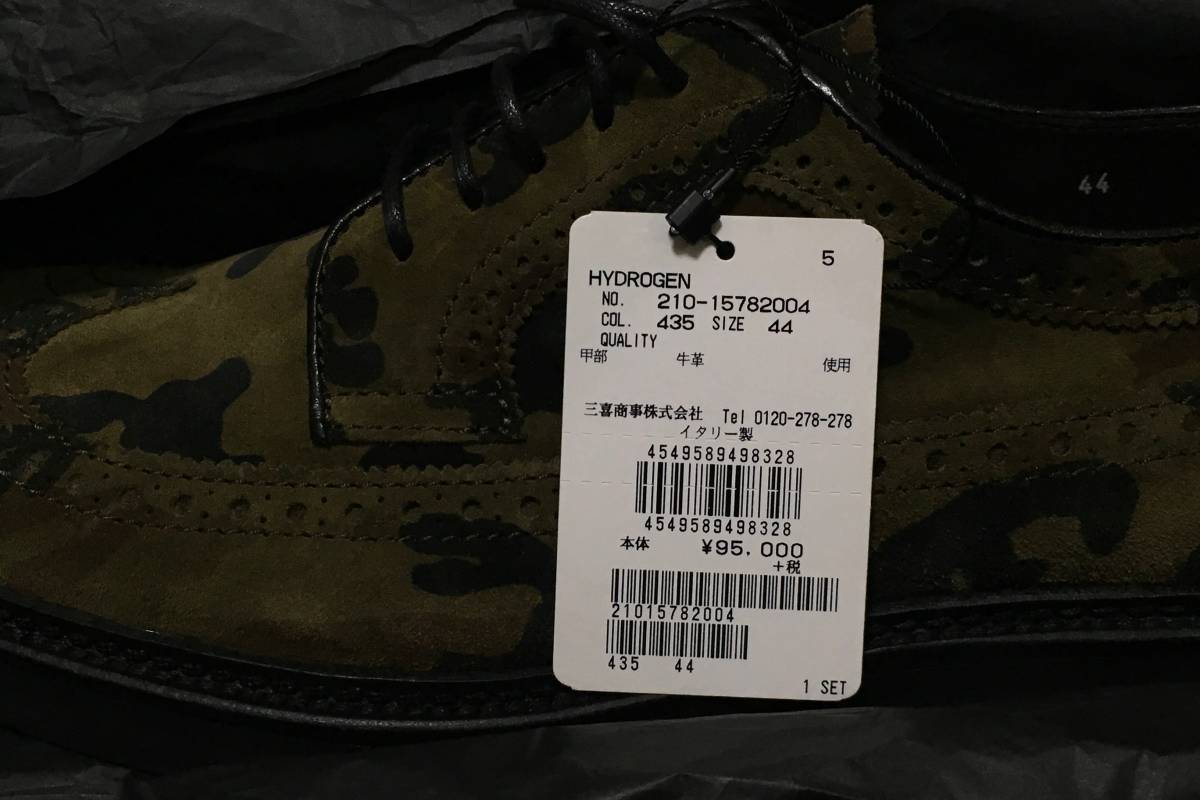 44
5
HYDROGEN
NO. 210-15782004
COL. 435 SIZE 44
QUALITY
甲部 牛革 使用
三喜商事株式会社 Tel 0120-278-278
イタリー製
4549589498328
4549589498328
本体 ¥95,000
+税
21015782004
435 44
1 SET